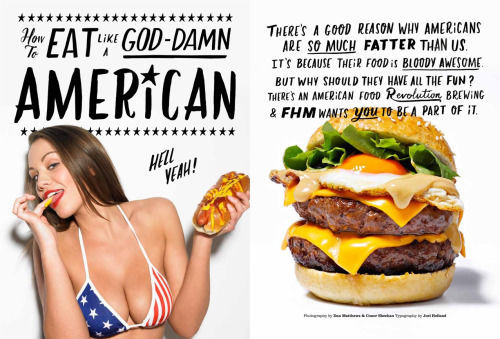 How To EAT LIKE A GOD-DAMN
AMERICAN
HELL
YEAH!
THERE'S A GOOD REASON WHY AMERICANS
ARE SO MUCH FATTER THAN US.
IT'S BECAUSE THEIR FOOD IS BLOODY AWESOME.
BUT WHY SHOULD THEY HAVE ALL THE FUN?
THERE'S AN AMERICAN FOOD Revolution BREWING
& FHM WANTS YOU TO BE A PART OF IT.
Photography by Dan Matthews & Conor Sheehan Typography by Joel Holland